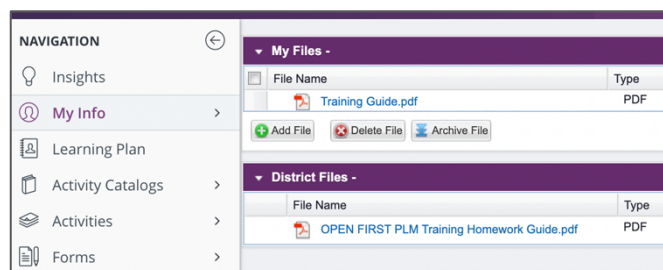 NAVIGATION
Insights
My Info
Learning Plan
Activity Catalogs
Activities
Forms
My Files -
File Name Type
Training Guide.pdf PDF
Add File Delete File Archive File
District Files -
File Name Type
OPEN FIRST PLM Training Homework Guide.pdf PDF